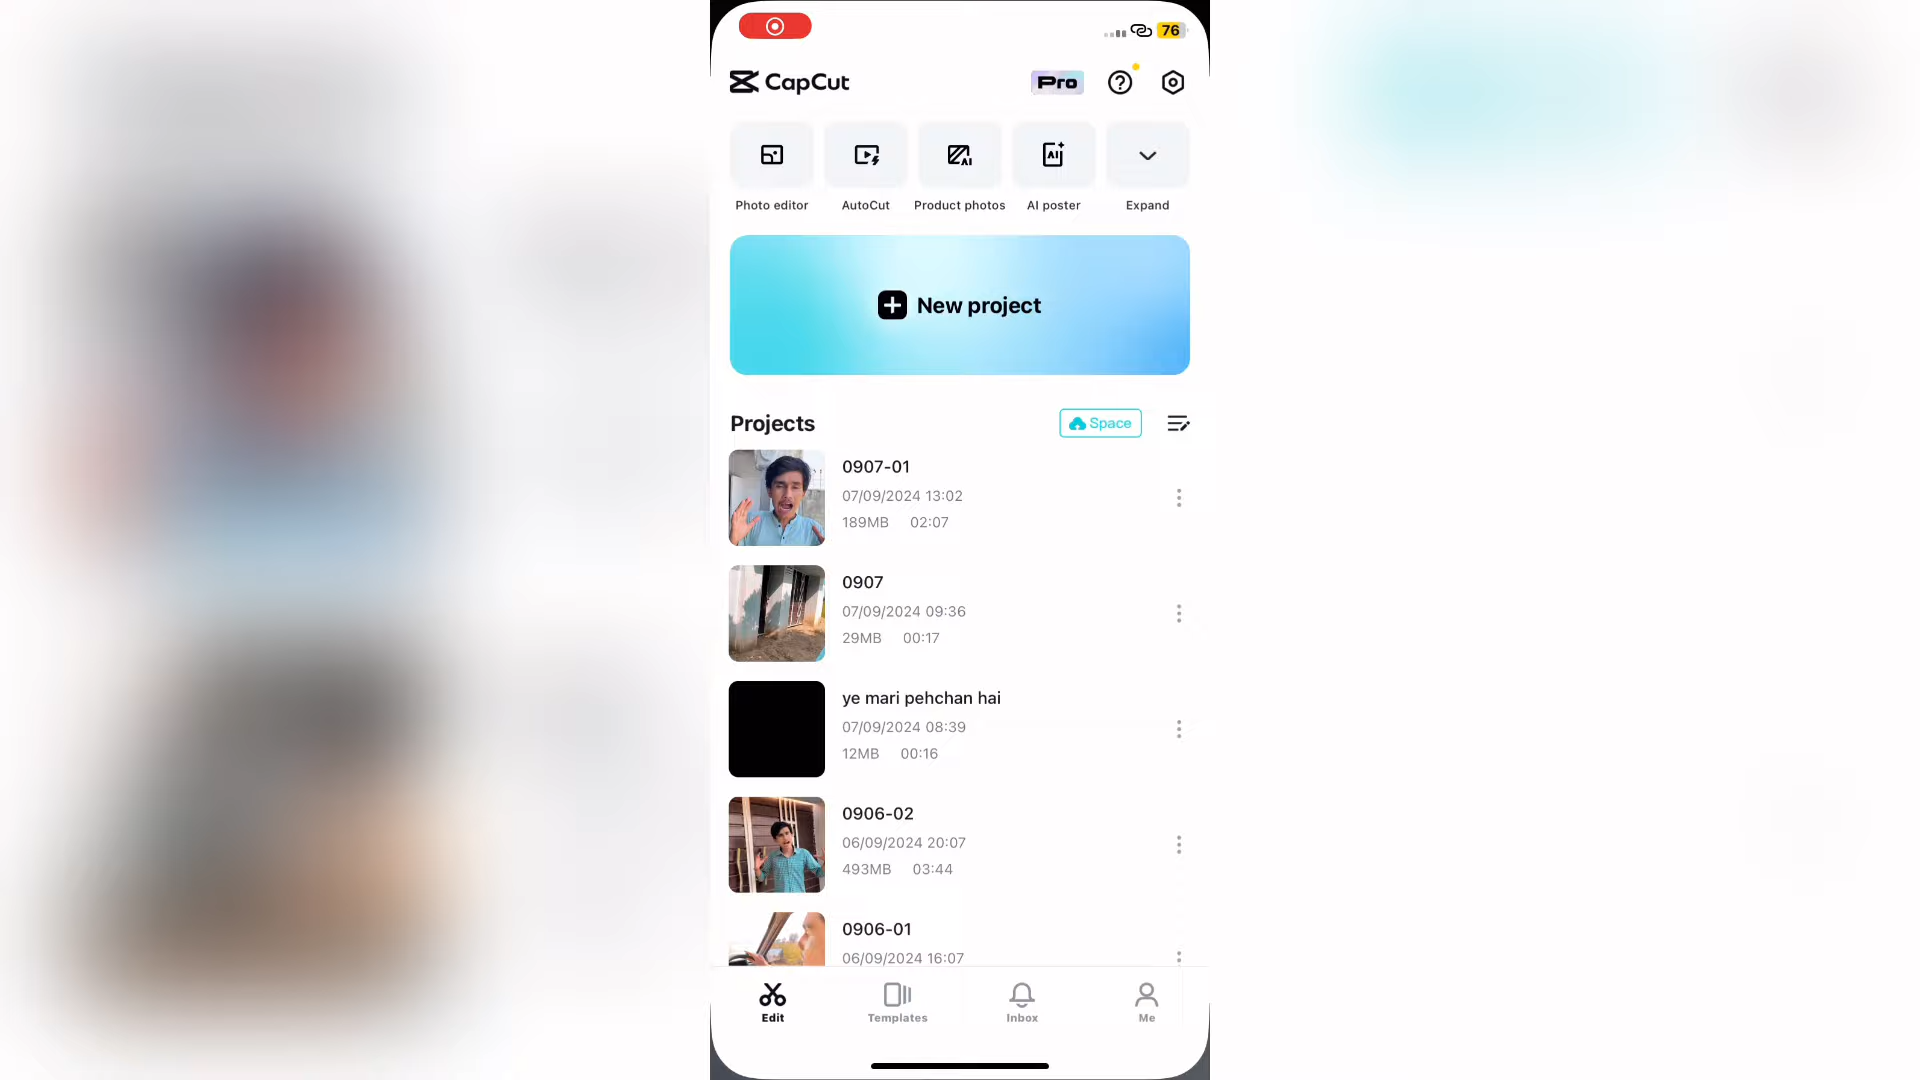 76
CapCut
Pro
Photo editor
AutoCut
Product photos
AI poster
Expand
New project
Projects
Space
0907-01
07/09/2024 13:02
189MB 02:07
0907
07/09/2024 09:36
29MB 00:17
ye mari pehchan hai
07/09/2024 08:39
12MB 00:16
0906-02
06/09/2024 20:07
493MB 03:44
0906-01
06/09/2024 16:07
Edit
Templates
Inbox
Me